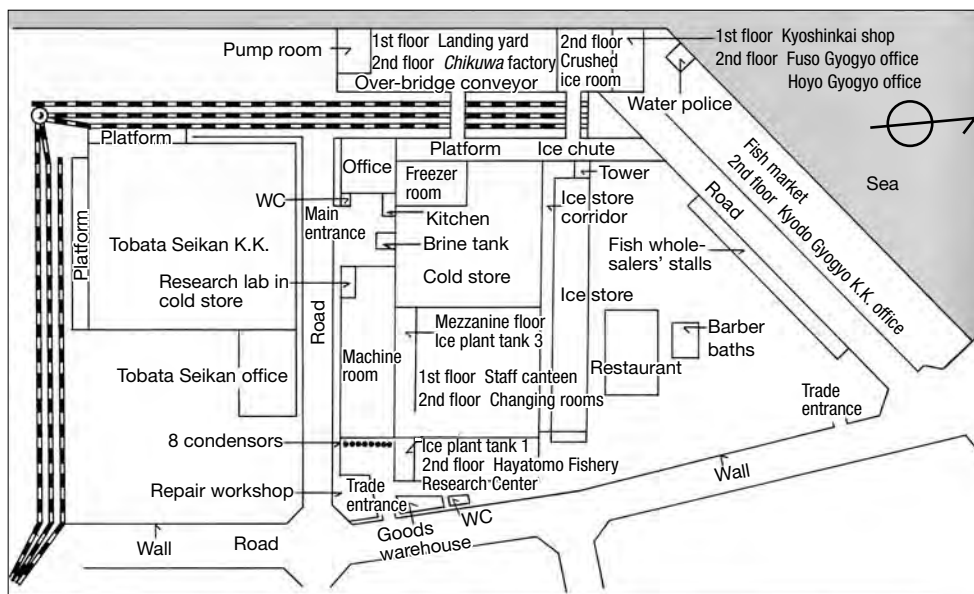 Pump room
1st floor Landing yard
2nd floor Chikuwa factory
Over-bridge conveyor
2nd floor
Crushed
ice room
1st floor Kyoshinkai shop
2nd floor Fuso Gyogyo office
Hoyo Gyogyo office
Water police
Platform
Platform
Office
Platform
Ice chute
Freezer
room
Tower
WC
Main
entrance
Kitchen
Ice store
corridor
Road
Fish market
2nd floor Kyodo Gyogyo K.K. office
Sea
Platform
Tobata Seikan K.K.
Brine tank
Fish whole-
salers' stalls
Research lab in
cold store
Cold store
Ice store
Road
Mezzanine floor
Ice plant tank 3
Barber
baths
Tobata Seikan office
Machine
room
1st floor Staff canteen
2nd floor Changing rooms
Restaurant
Trade
entrance
8 condensors
Ice plant tank 1
2nd floor Hayatomo Fishery
Research Center
Wall
Repair workshop
Trade
entrance
Goods
warehouse
WC
Wall
Road